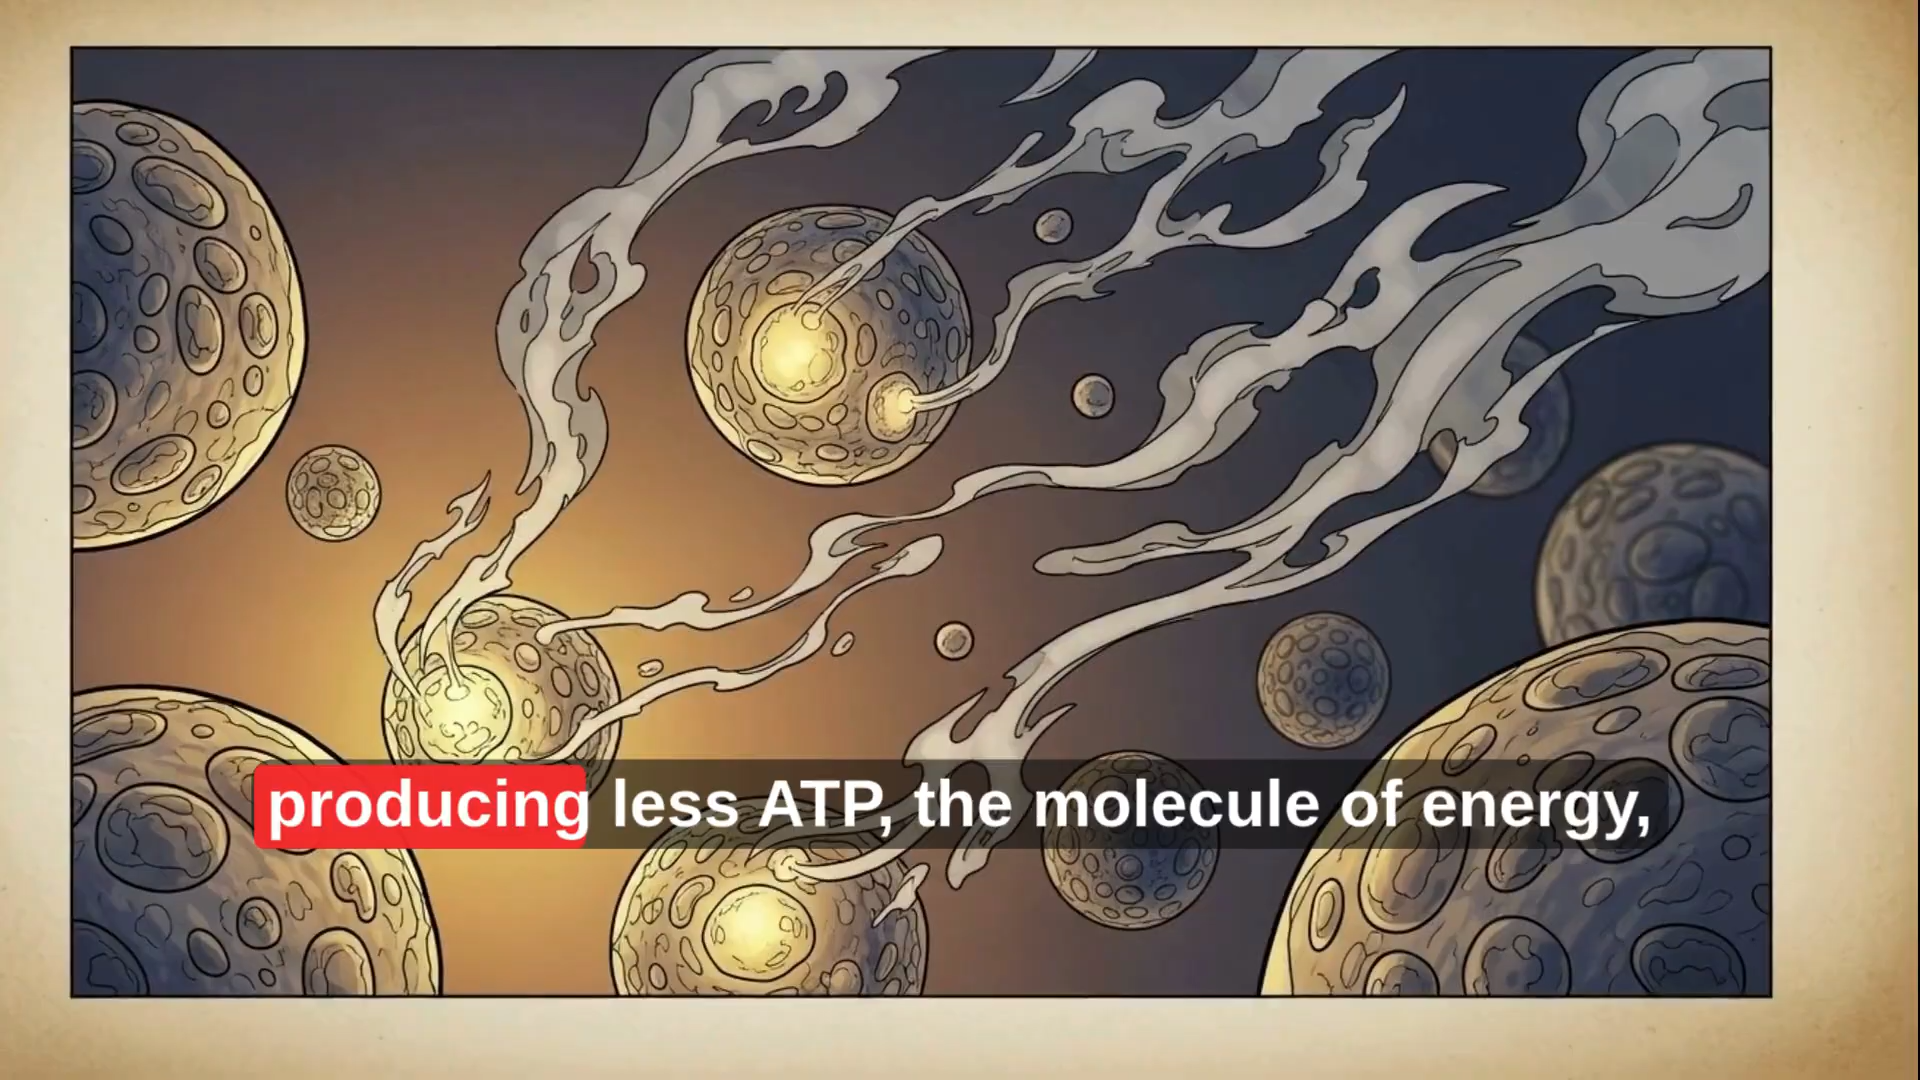 producing less ATP, the molecule of energy,